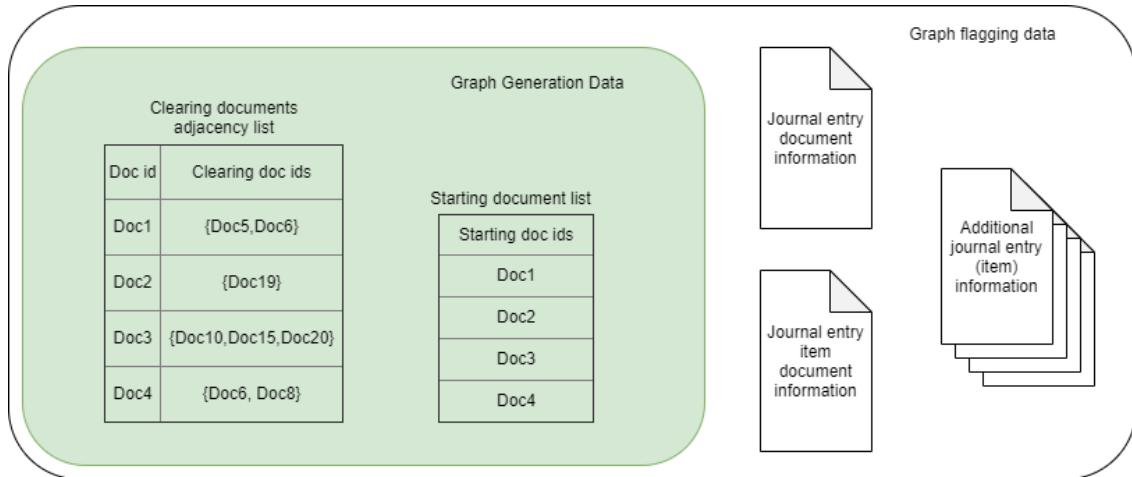 Graph flagging data
Graph Generation Data
Clearing documents
adjacency list
Doc id Clearing doc ids
Doc1 {Doc5,Doc6}
Doc2 {Doc19}
Doc3 {Doc10,Doc15,Doc20}
Doc4 {Doc6, Doc8}
Starting document list
Starting doc ids
Doc1
Doc2
Doc3
Doc4
Journal entry
document
information
Journal entry
item
document
information
Additional
journal entry
(item)
information